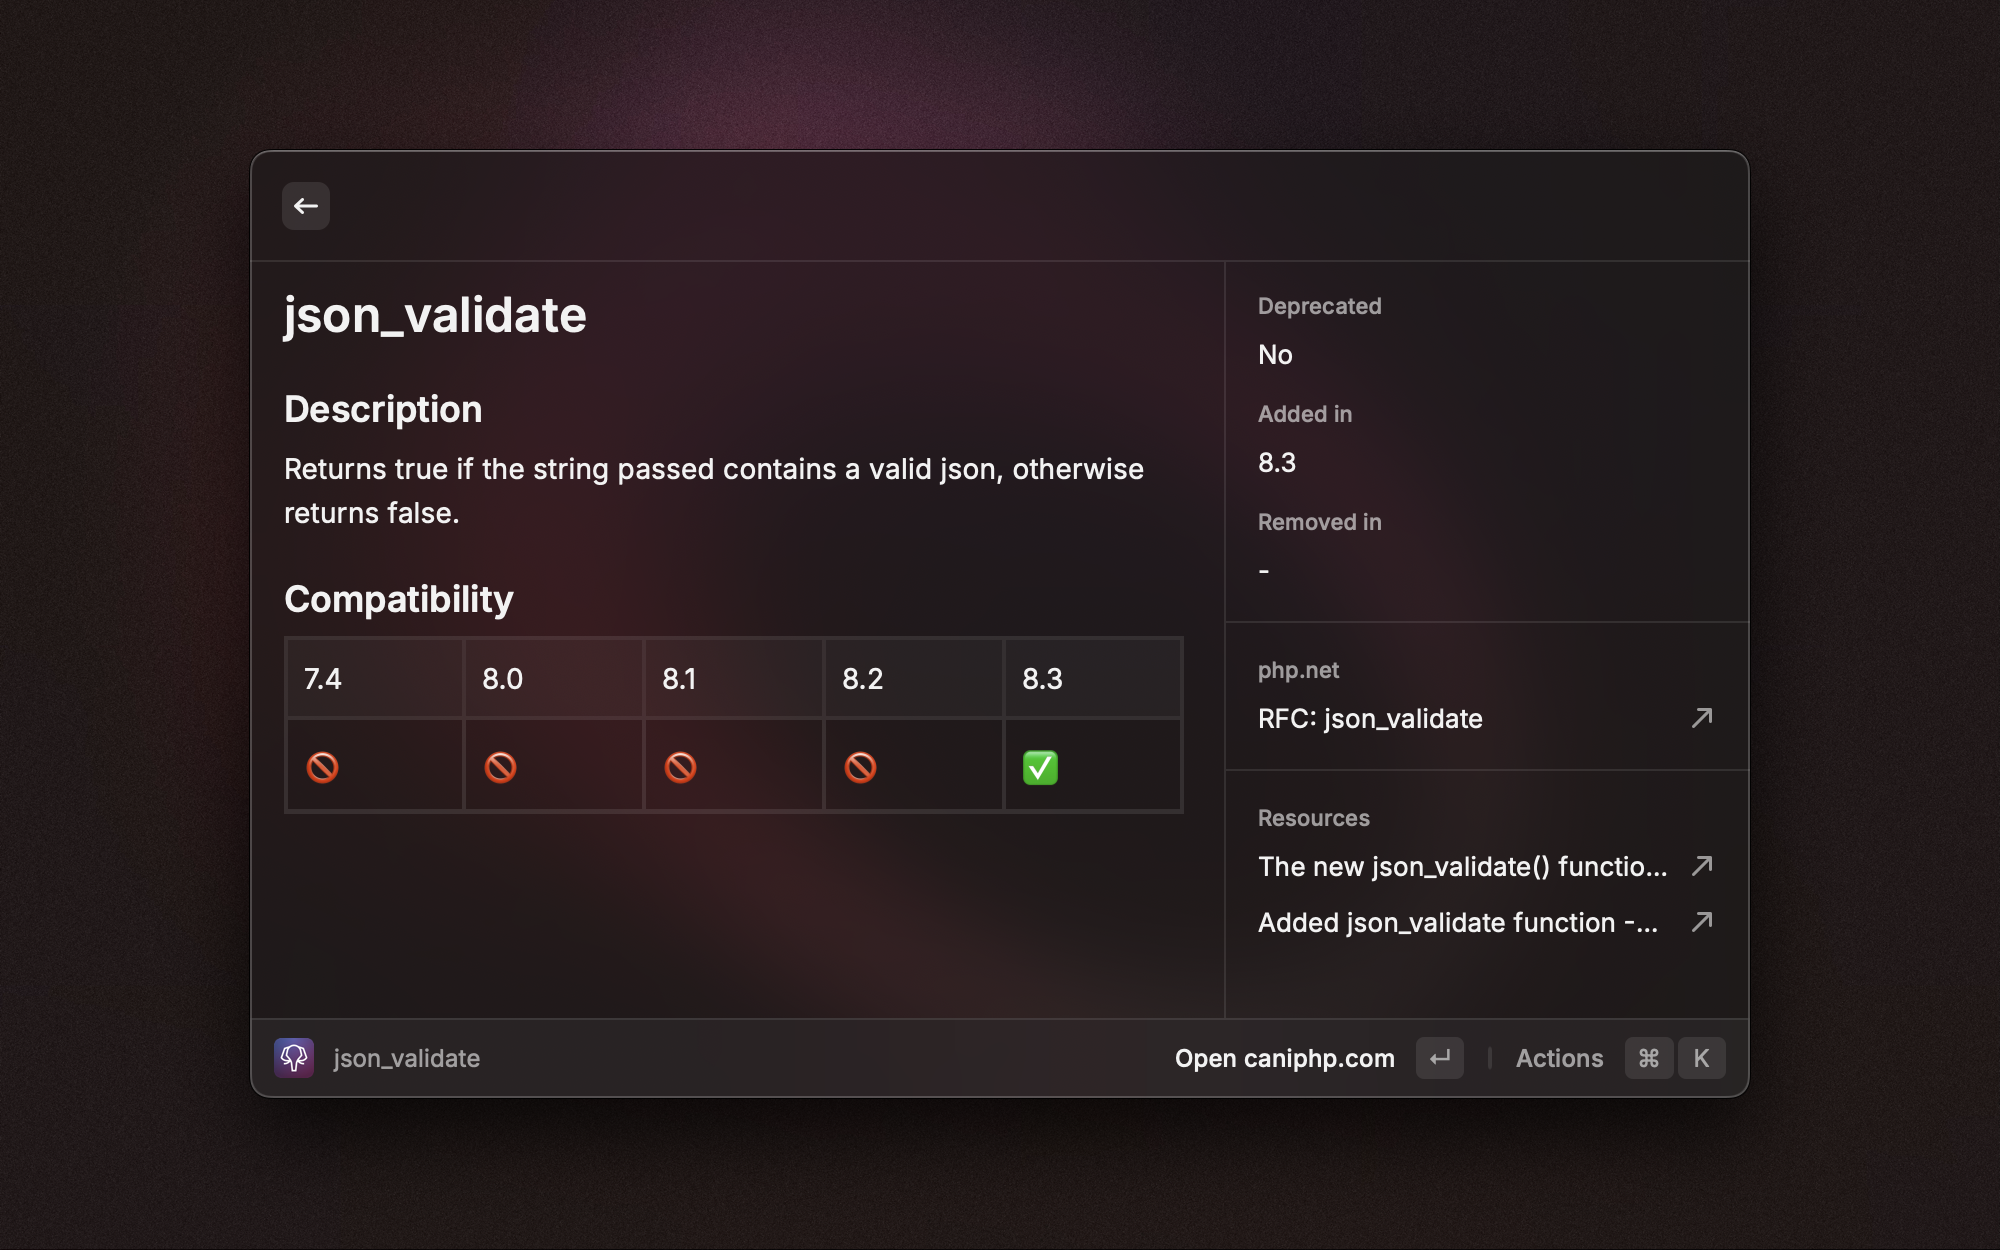 json_validate
Description
Returns true if the string passed contains a valid json, otherwise
returns false.
Compatibility
7.4 8.0 8.1 8.2 8.3
Deprecated
No
Added in
8.3
Removed in
-
php.net
RFC: json_validate
Resources
The new json_validate() functio...
Added json_validate function -...
json_validate
Open caniphp.com
Actions ⌘ K